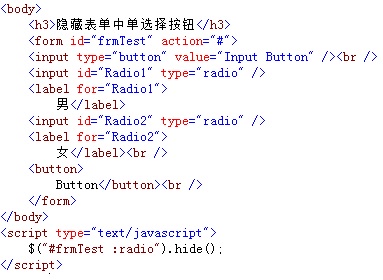 <body>
<h3>隐藏表单中单选择按钮</h3>
<form id="frmTest" action="#">
<input type="button" value="Input Button" /><br />
<input id="Radio1" type="radio" />
<label for="Radio1">
男</label>
<input id="Radio2" type="radio" />
<label for="Radio2">
女</label><br />
<button>
Button</button><br />
</form>
</body>
<script type="text/javascript">
$("#frmTest :radio").hide();
</script>